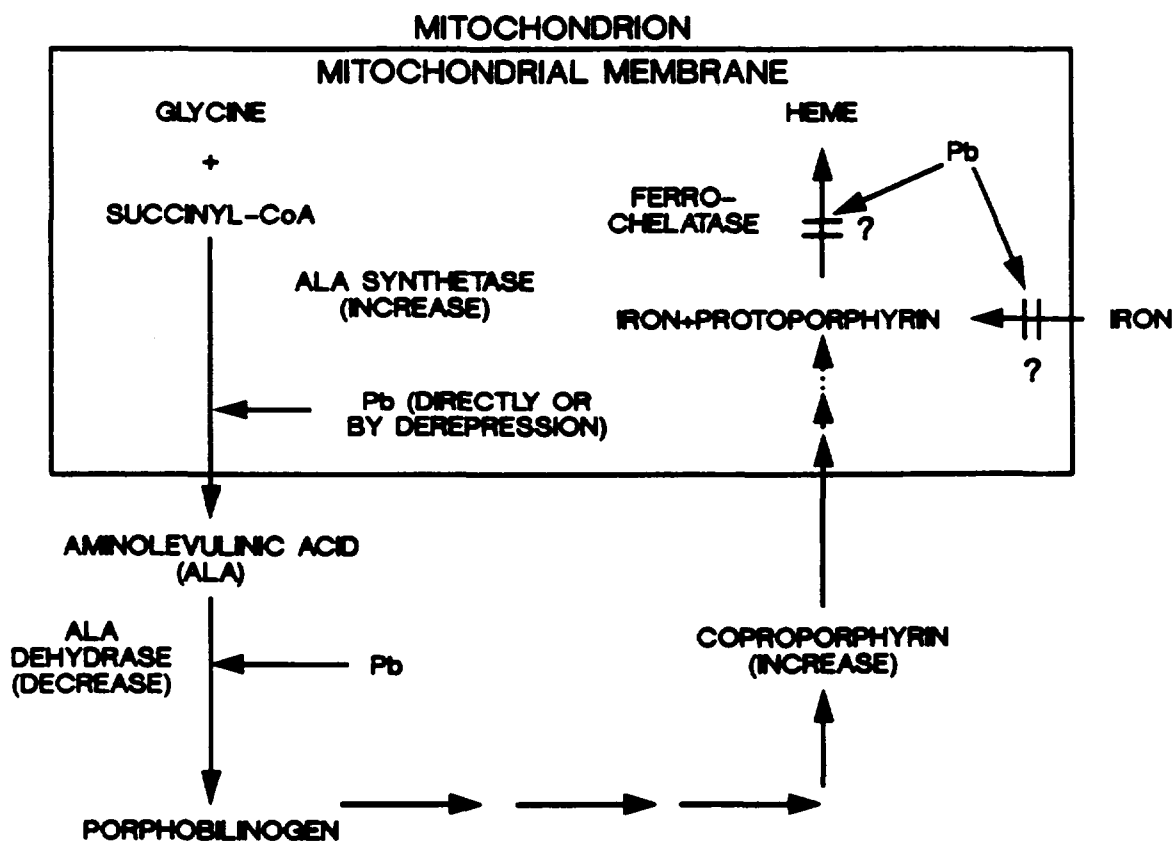 MITOCHONDRION
MITOCHONDRIAL MEMBRANE
GLYCINE
+
SUCCINYL-CoA
ALA SYNTHETASE
(INCREASE)
Pb (DIRECTLY OR
BY DEREPRESSION)
HEME
Pb
FERRO-
CHELATASE
?
IRON+PROTOPORPHYRIN
IRON
?
AMINOLEVULINIC ACID
(ALA)
ALA
DEHYDRASE
(DECREASE)
Pb
COPROPORPHYRIN
(INCREASE)
PORPHOBILINOGEN